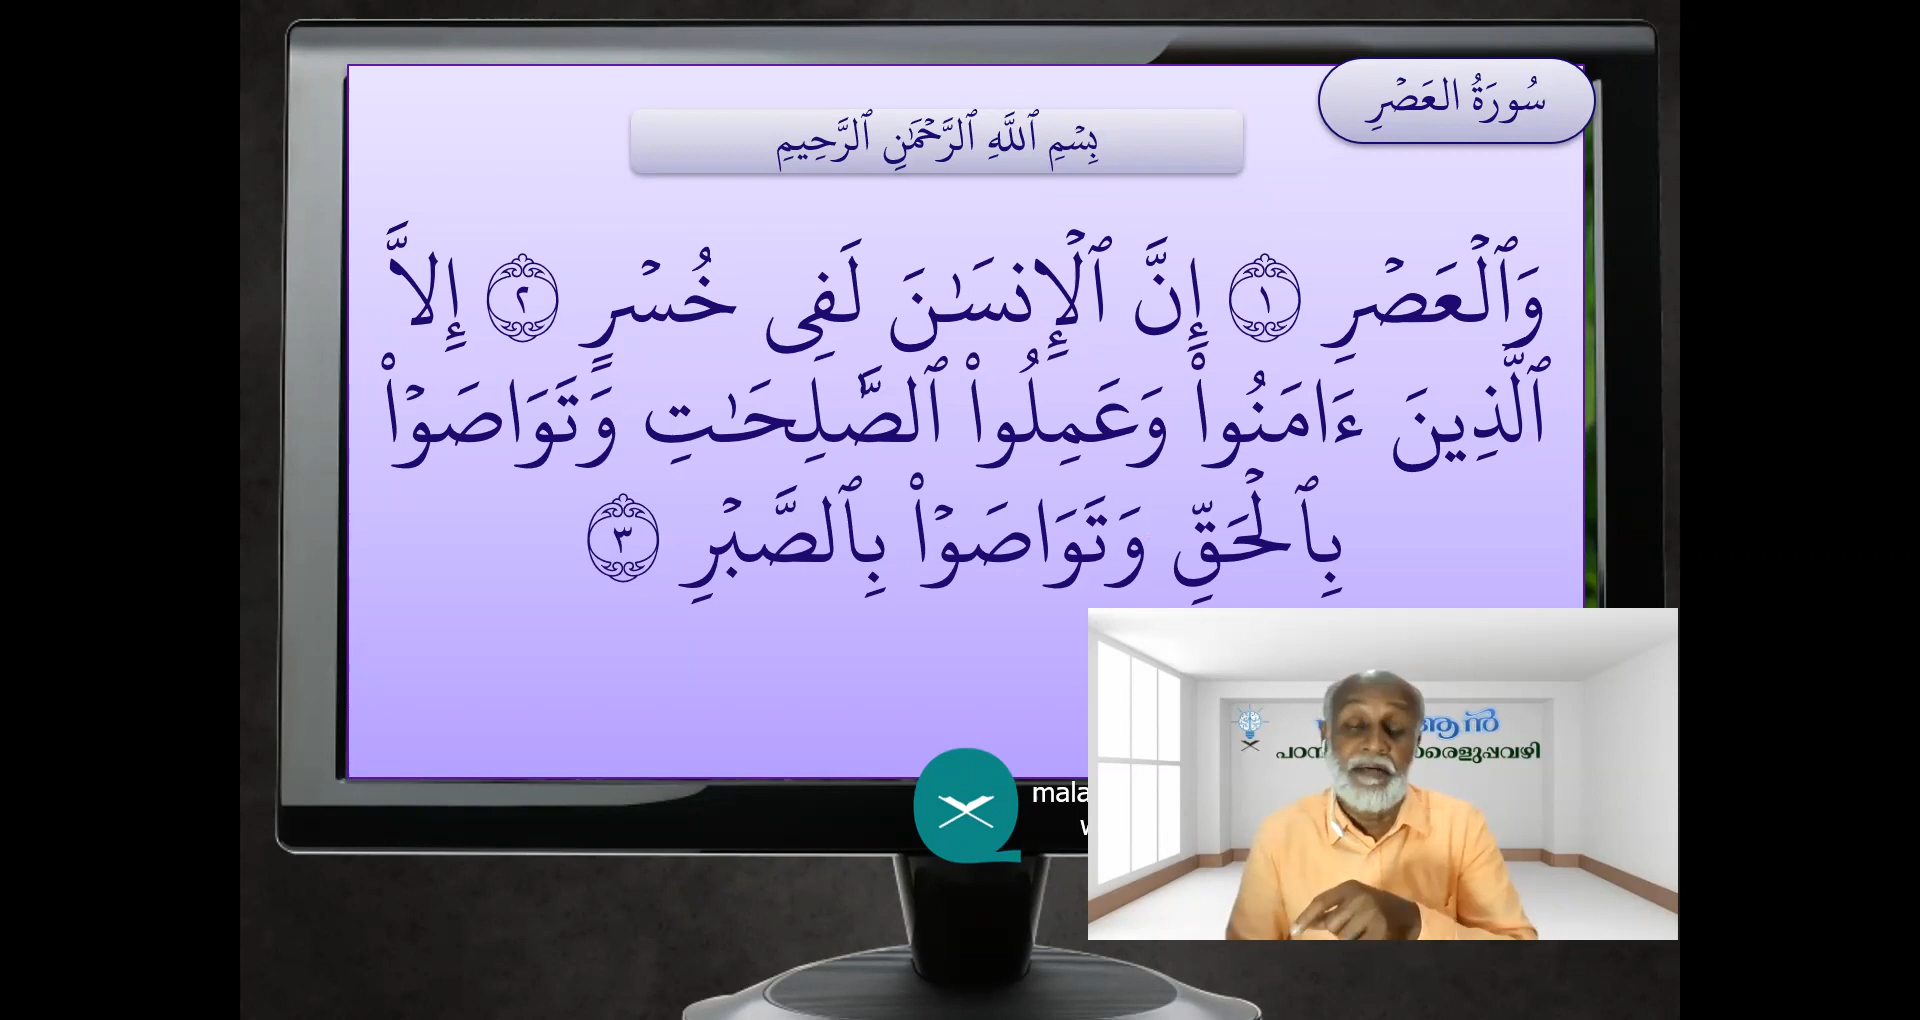 سُورَةُ العَصْرِ
بِسْمِ ٱللَّهِ ٱلرَّحْمَٰنِ ٱلرَّحِيمِ
وَٱلْعَصْرِ ١ إِنَّ ٱلْإِنسَٰنَ لَفِى خُسْرٍ ٢ إِلاَّ
ٱلَّذِينَ ءَامَنُوا۟ وَعَمِلُوا۟ ٱلصَّٰلِحَٰتِ وَتَوَاصَوْا۟
بِٱلْحَقِّ وَتَوَاصَوْا۟ بِٱلصَّبْرِ ٣